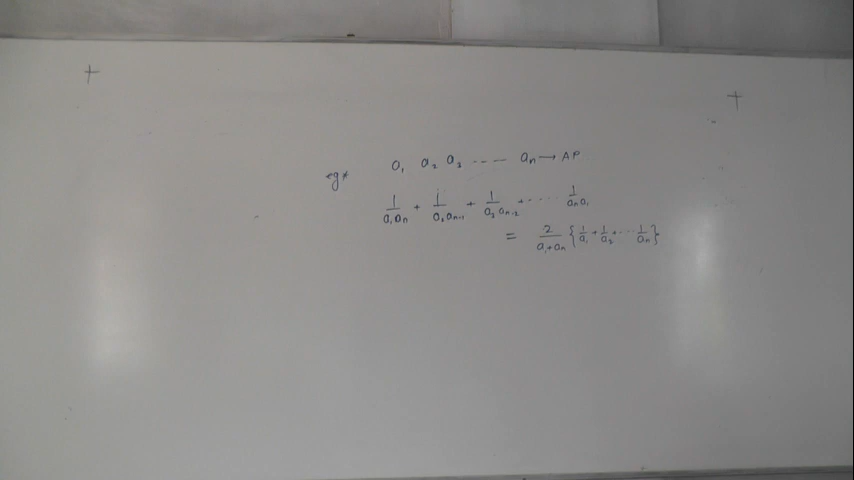 eg* a₁ a₂ a₃ ---- aₙ → AP
1/(a₁aₙ) + 1/(a₂aₙ₋₁) + 1/(a₃aₙ₋₂) + .... 1/(aₙa₁)
= 2/(a₁+aₙ) {1/a₁ + 1/a₂ + ... 1/aₙ}